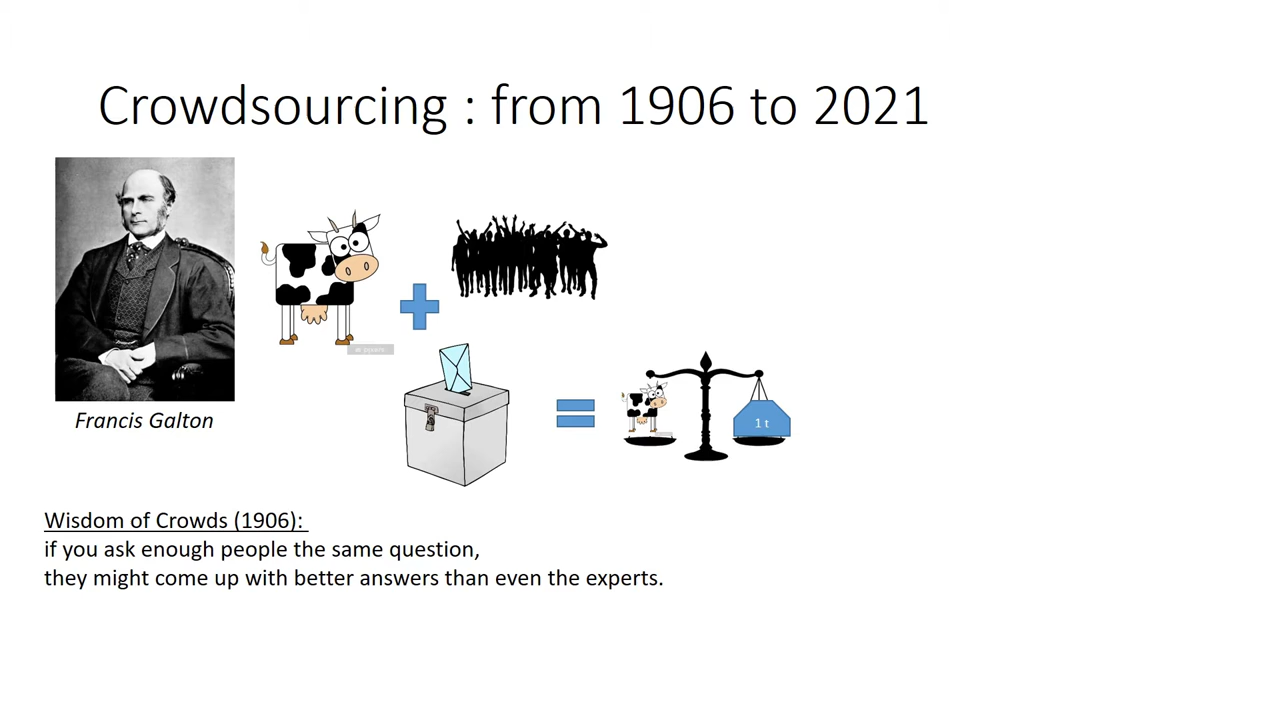 Crowdsourcing : from 1906 to 2021
Francis Galton
1 t
Wisdom of Crowds (1906):
if you ask enough people the same question,
they might come up with better answers than even the experts.